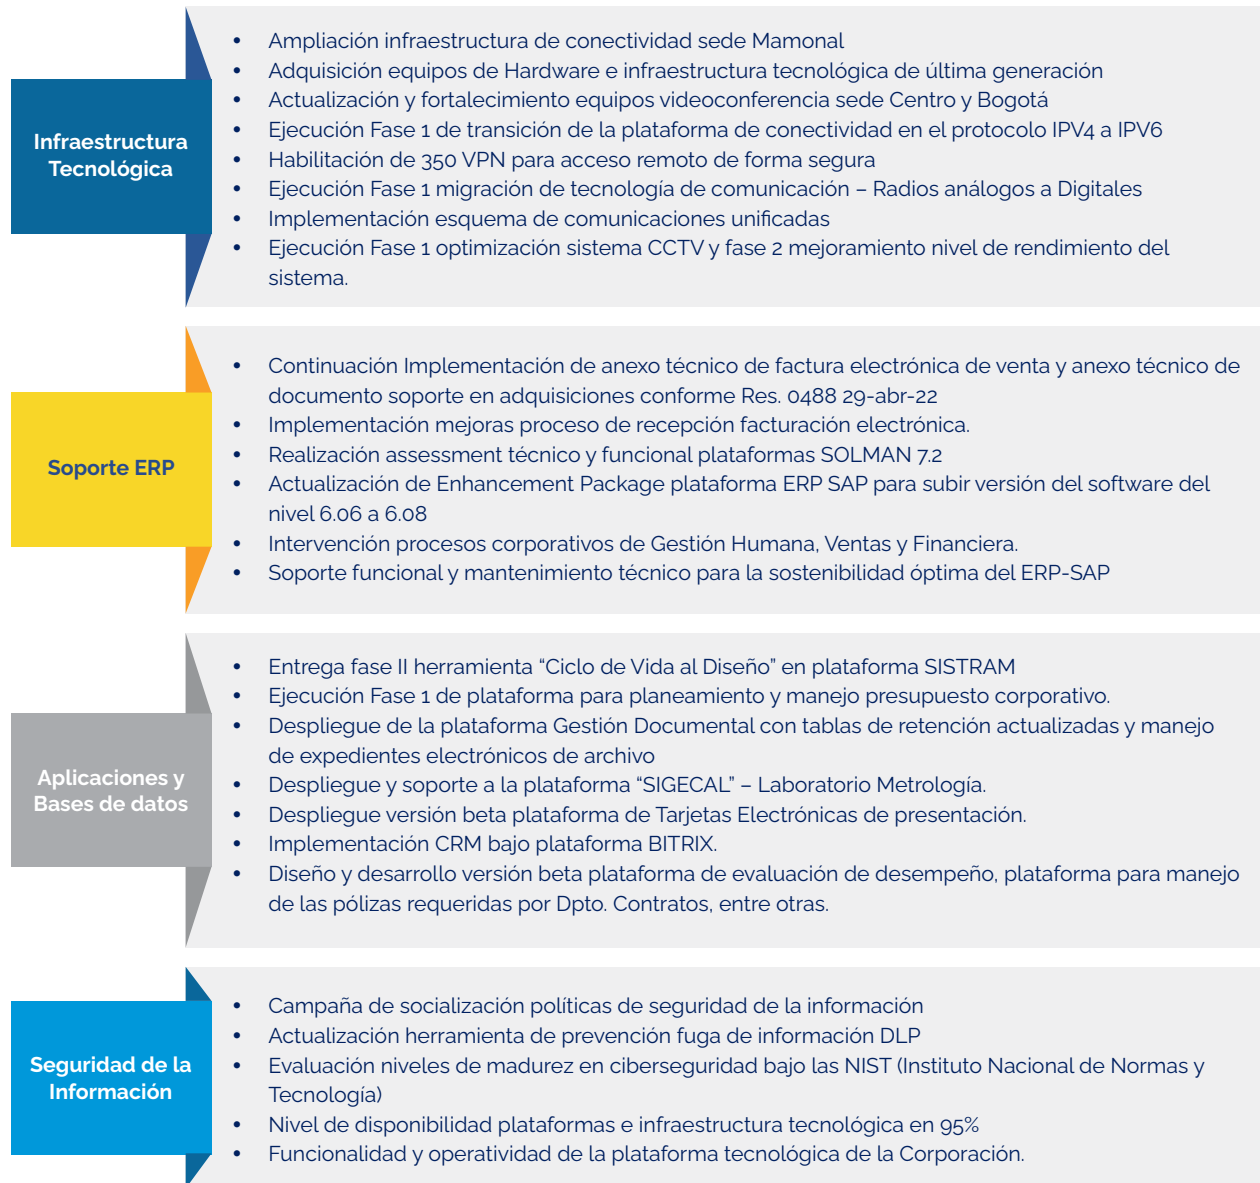 Infraestructura
Tecnológica
• Ampliación infraestructura de conectividad sede Mamonal
• Adquisición equipos de Hardware e infraestructura tecnológica de última generación
• Actualización y fortalecimiento equipos videoconferencia sede Centro y Bogotá
• Ejecución Fase 1 de transición de la plataforma de conectividad en el protocolo IPV4 a IPV6
• Habilitación de 350 VPN para acceso remoto de forma segura
• Ejecución Fase 1 migración de tecnología de comunicación – Radios análogos a Digitales
• Implementación esquema de comunicaciones unificadas
• Ejecución Fase 1 optimización sistema CCTV y fase 2 mejoramiento nivel de rendimiento del
sistema.
Soporte ERP
• Continuación Implementación de anexo técnico de factura electrónica de venta y anexo técnico de
documento soporte en adquisiciones conforme Res. 0488 29-abr-22
• Implementación mejoras proceso de recepción facturación electrónica.
• Realización assessment técnico y funcional plataformas SOLMAN 7.2
• Actualización de Enhancement Package plataforma ERP SAP para subir versión del software del
nivel 6.06 a 6.08
• Intervención procesos corporativos de Gestión Humana, Ventas y Financiera.
• Soporte funcional y mantenimiento técnico para la sostenibilidad óptima del ERP-SAP
Aplicaciones y
Bases de datos
• Entrega fase II herramienta “Ciclo de Vida al Diseño” en plataforma SISTRAM
• Ejecución Fase 1 de plataforma para planeamiento y manejo presupuesto corporativo.
• Despliegue de la plataforma Gestión Documental con tablas de retención actualizadas y manejo
de expedientes electrónicos de archivo
• Despliegue y soporte a la plataforma “SIGECAL” – Laboratorio Metrología.
• Despliegue versión beta plataforma de Tarjetas Electrónicas de presentación.
• Implementación CRM bajo plataforma BITRIX.
• Diseño y desarrollo versión beta plataforma de evaluación de desempeño, plataforma para manejo
de las pólizas requeridas por Dpto. Contratos, entre otras.
Seguridad de la
Información
• Campaña de socialización políticas de seguridad de la información
• Actualización herramienta de prevención fuga de información DLP
• Evaluación niveles de madurez en ciberseguridad bajo las NIST (Instituto Nacional de Normas y
Tecnología)
• Nivel de disponibilidad plataformas e infraestructura tecnológica en 95%
• Funcionalidad y operatividad de la plataforma tecnológica de la Corporación.